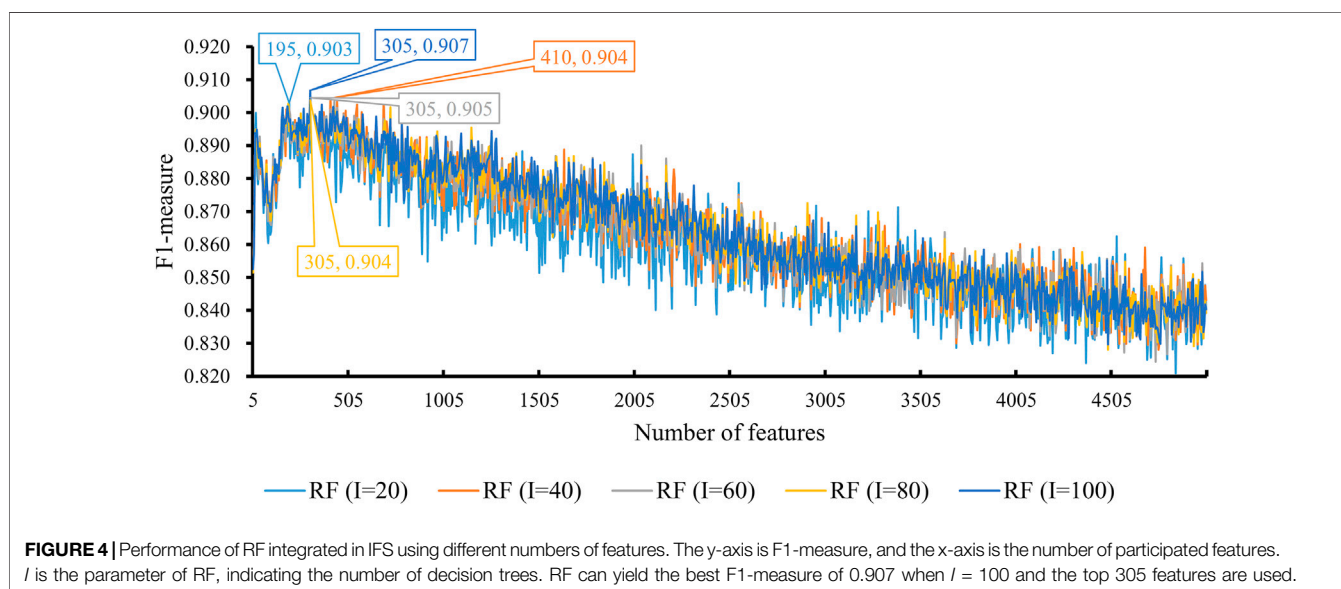 0.920
0.910
0.900
0.890
0.880
0.870
0.860
0.850
0.840
0.830
0.820
F1-measure
195, 0.903
305, 0.907
410, 0.904
305, 0.905
305, 0.904
5 505 1005 1505 2005 2505 3005 3505 4005 4505
Number of features
RF (I=20) RF (I=40) RF (I=60) RF (I=80) RF (I=100)
FIGURE 4 | Performance of RF integrated in IFS using different numbers of features. The y-axis is F1-measure, and the x-axis is the number of participated features.
I is the parameter of RF, indicating the number of decision trees. RF can yield the best F1-measure of 0.907 when I = 100 and the top 305 features are used.